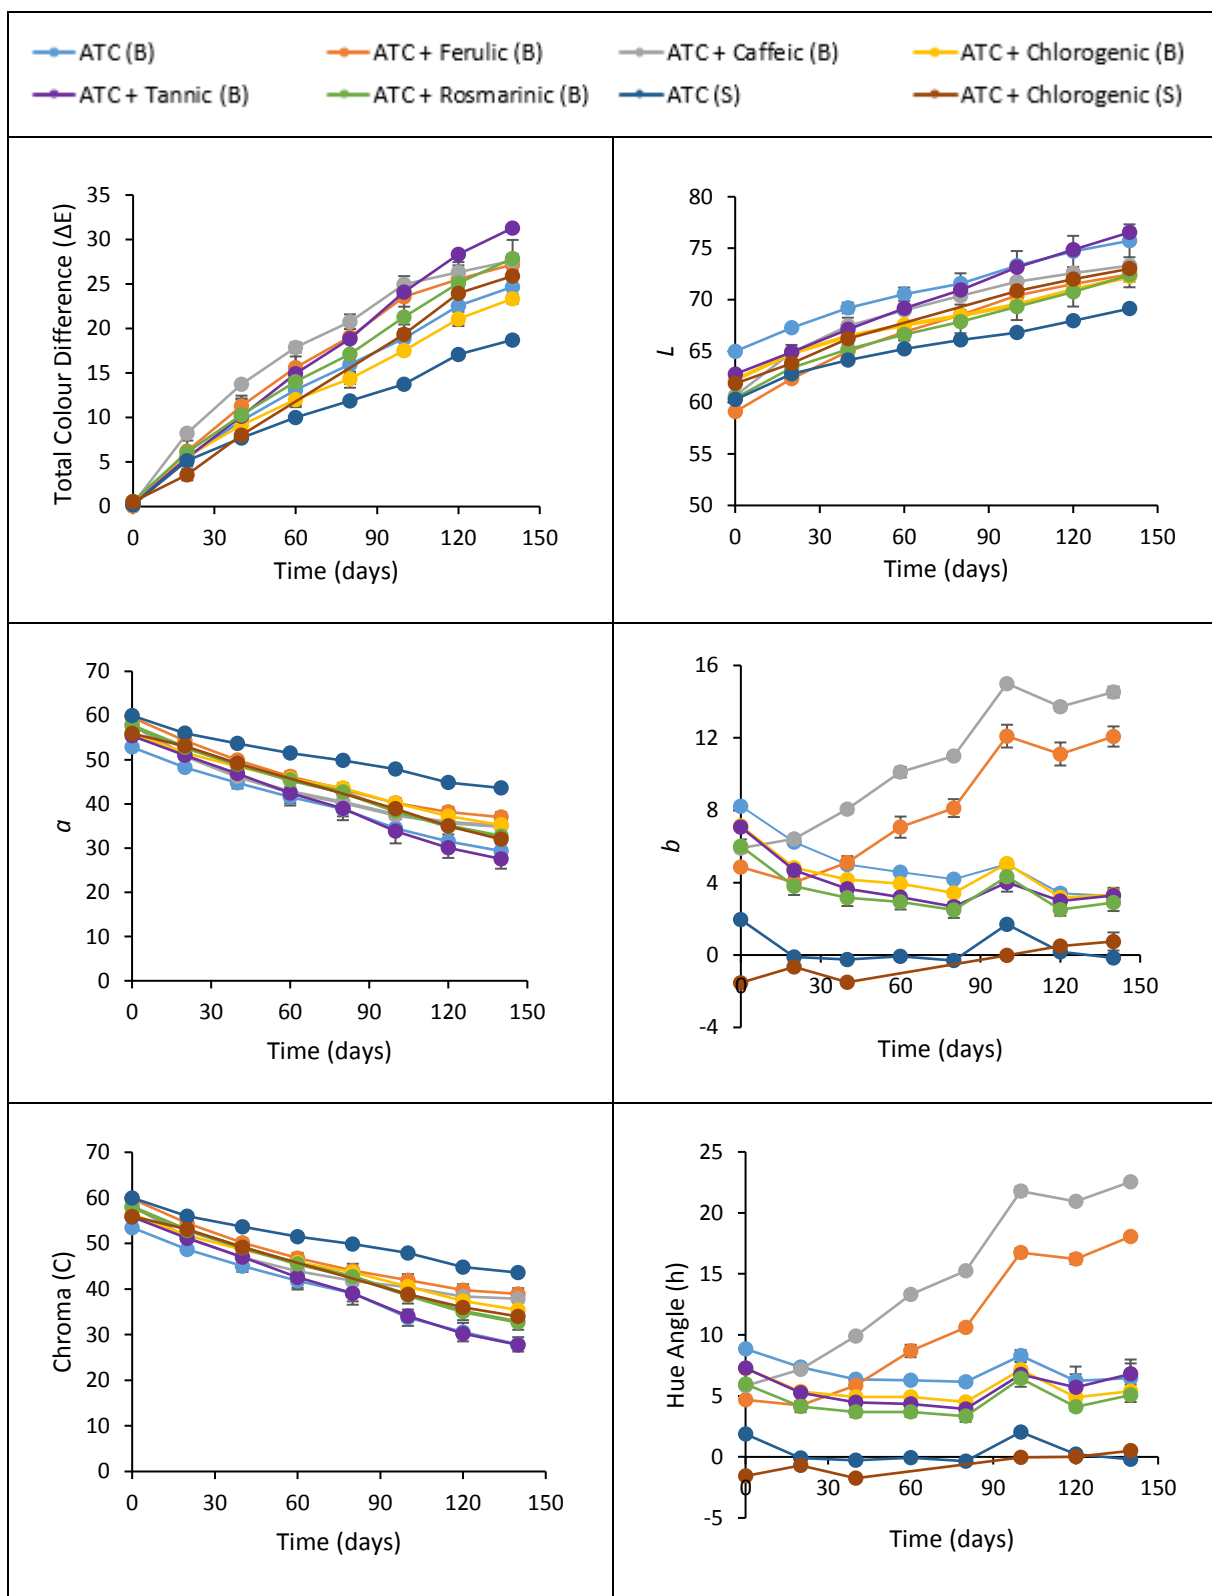 ATC (B) ATC + Ferulic (B) ATC + Caffeic (B) ATC + Chlorogenic (B)
ATC + Tannic (B) ATC + Rosmarinic (B) ATC (S) ATC + Chlorogenic (S)
Total Colour Difference (ΔE)
35
30
25
20
15
10
5
0
0 30 60 90 120 150
Time (days)
L
80
75
70
65
60
55
50
0 30 60 90 120 150
Time (days)
a
70
60
50
40
30
20
10
0
0 30 60 90 120 150
Time (days)
b
16
12
8
4
0
-4
0 30 60 90 120 150
Time (days)
Chroma (C)
70
60
50
40
30
20
10
0
0 30 60 90 120 150
Time (days)
Hue Angle (h)
25
20
15
10
5
0
-5
0 30 60 90 120 150
Time (days)